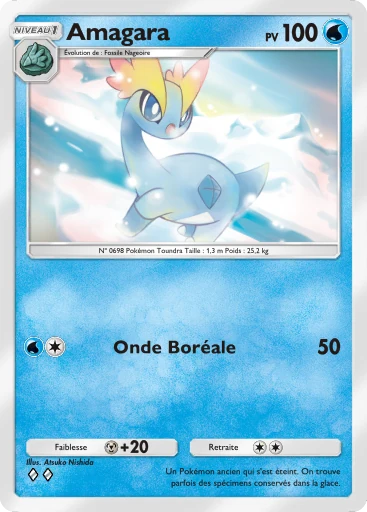 NIVEAU 1
Amagara
PV 100
Évolution de : Fossile Nageoire
N° 0698 Pokémon Toundra Taille : 1,3 m Poids : 25,2 kg
Onde Boréale 50
Faiblesse +20 Retraite
Illus. Atsuko Nishida
Un Pokémon ancien qui s'est éteint. On trouve
parfois des spécimens conservés dans la glace.